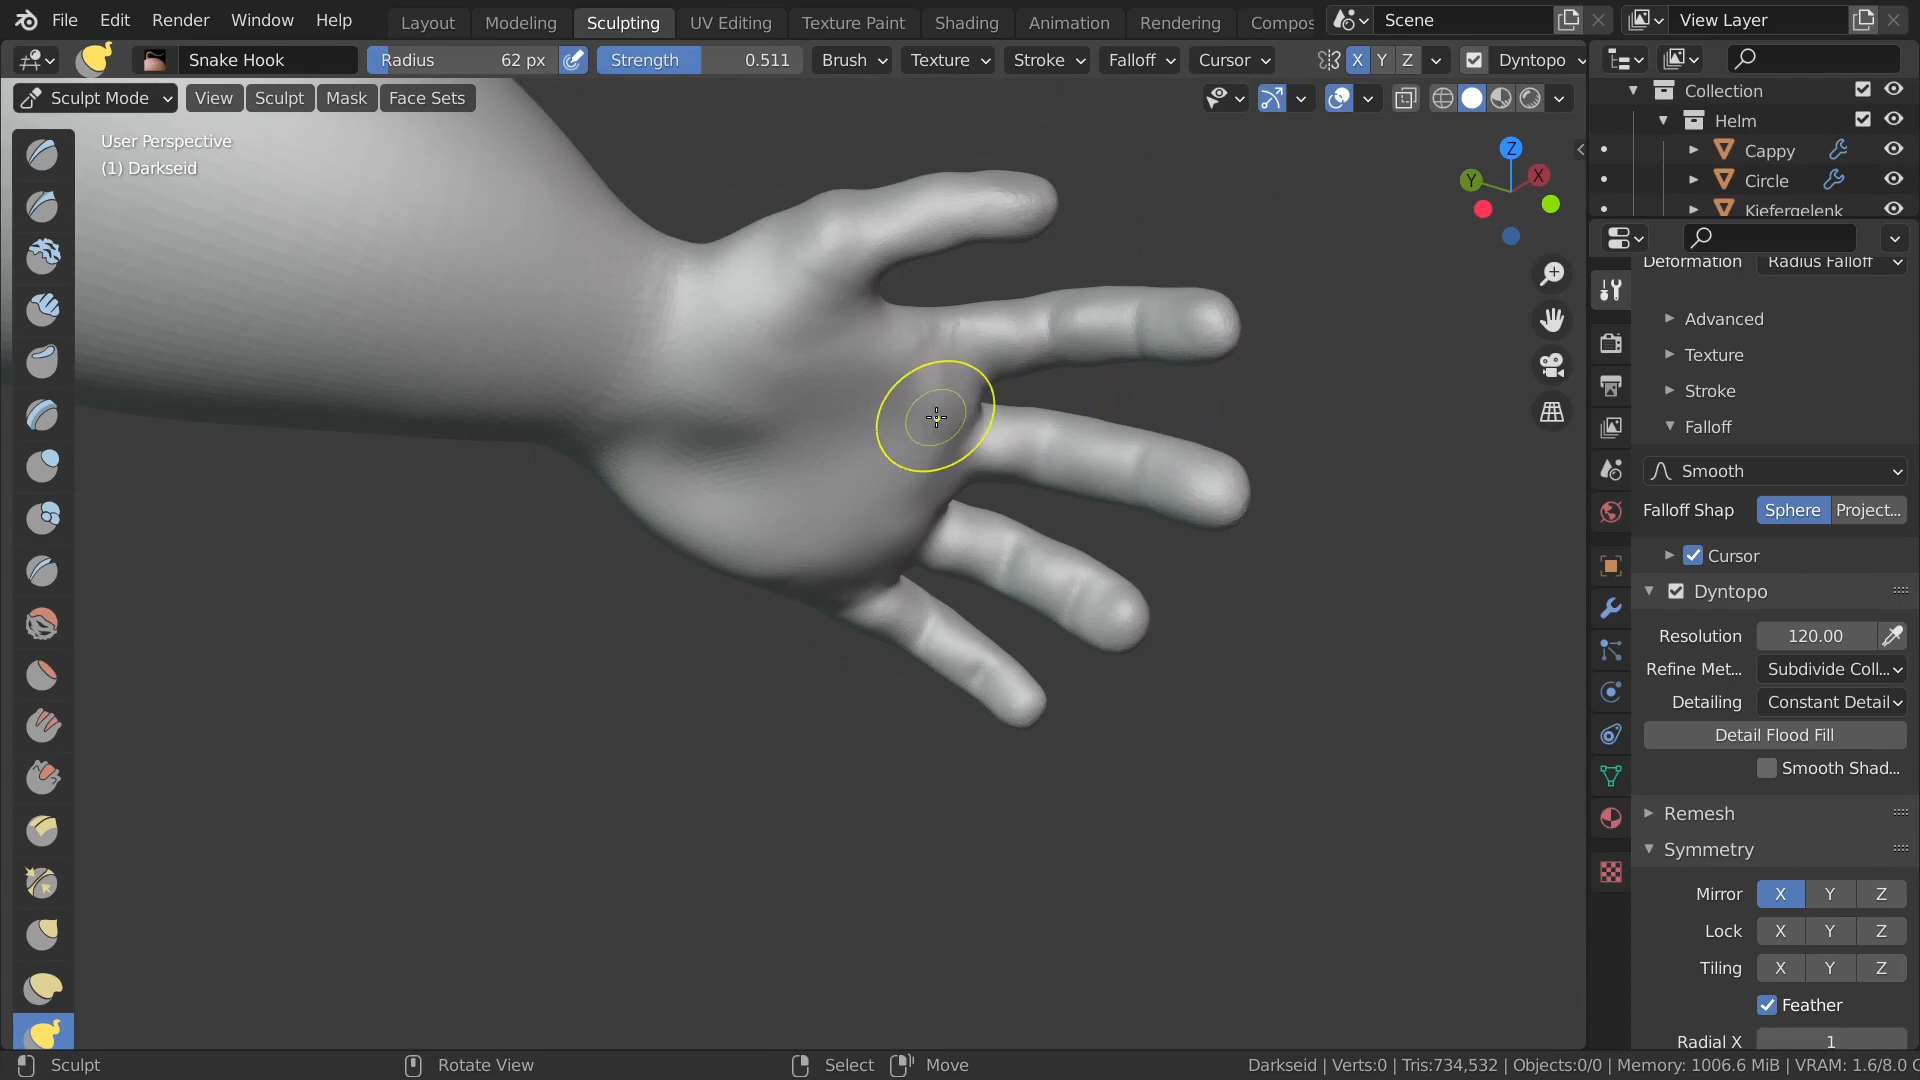 File Edit Render Window Help Layout Modeling Sculpting UV Editing Texture Paint Shading Animation Rendering Compos Scene View Layer
Snake Hook Radius 62 px Strength 0.511 Brush Texture Stroke Falloff Cursor X Y Z Dyntopo
Sculpt Mode View Sculpt Mask Face Sets
User Perspective
(1) Darkseid
Z
Y
X
Collection
Helm
Cappy
Circle
Kiefergelenk
Deformation Radius Falloff
Advanced
Texture
Stroke
Falloff
Smooth
Falloff Shap Sphere Project...
Cursor
Dyntopo
Resolution 120.00
Refine Met... Subdivide Coll...
Detailing Constant Detail
Detail Flood Fill
Smooth Shad...
Remesh
Symmetry
Mirror X Y Z
Lock X Y Z
Tiling X Y Z
Feather
Radial X 1
Sculpt Rotate View Select Move Darkseid | Verts:0 | Tris:734,532 | Objects:0/0 | Memory: 1006.6 MiB | VRAM: 1.6/8.0 G